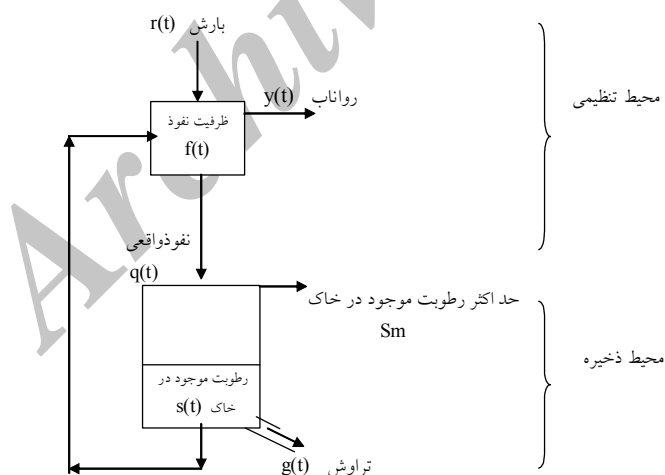 بارش r(t)
رواناب y(t)
محیط تنظیمی
ظرفیت نفوذ
f(t)
نفوذواقعی
q(t)
حد اکثر رطوبت موجود در خاک
Sm
محیط ذخیره
رطوبت موجود در
خاک s(t)
تراوش g(t)
Archiv